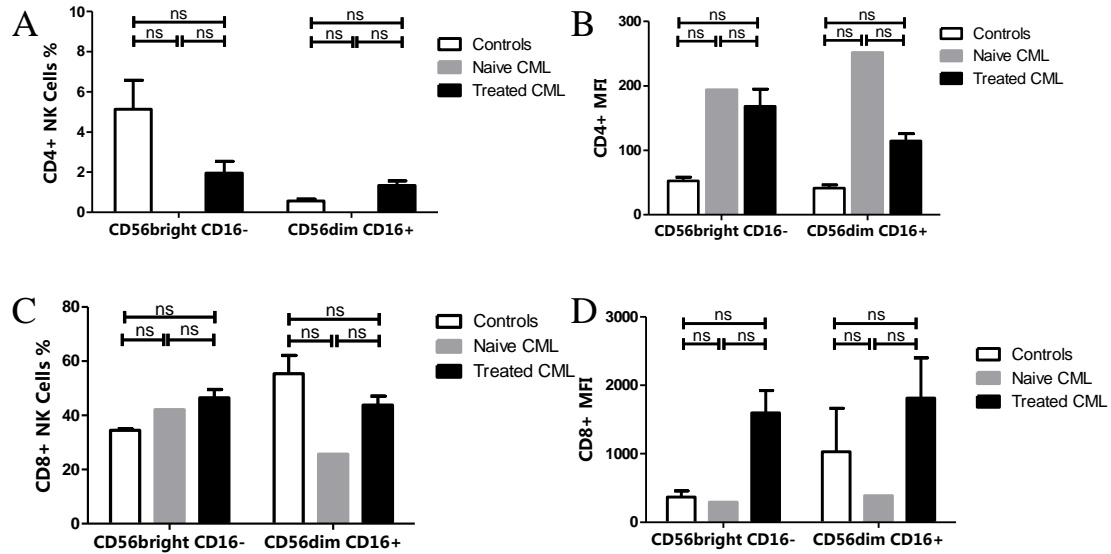 A
CD4+ NK Cells %
10
8
6
4
2
0
ns
ns
ns
ns
ns
ns
CD56bright CD16-
CD56dim CD16+
Controls
Naive CML
Treated CML
B
CD4+ MFI
300
200
100
0
ns
ns
ns
ns
ns
ns
CD56bright CD16-
CD56dim CD16+
Controls
Naive CML
Treated CML
C
CD8+ NK Cells %
80
60
40
20
0
ns
ns
ns
ns
ns
ns
CD56bright CD16-
CD56dim CD16+
Controls
Naive CML
Treated CML
D
CD8+ MFI
3000
2000
1000
0
ns
ns
ns
ns
ns
ns
CD56bright CD16-
CD56dim CD16+
Controls
Naive CML
Treated CML